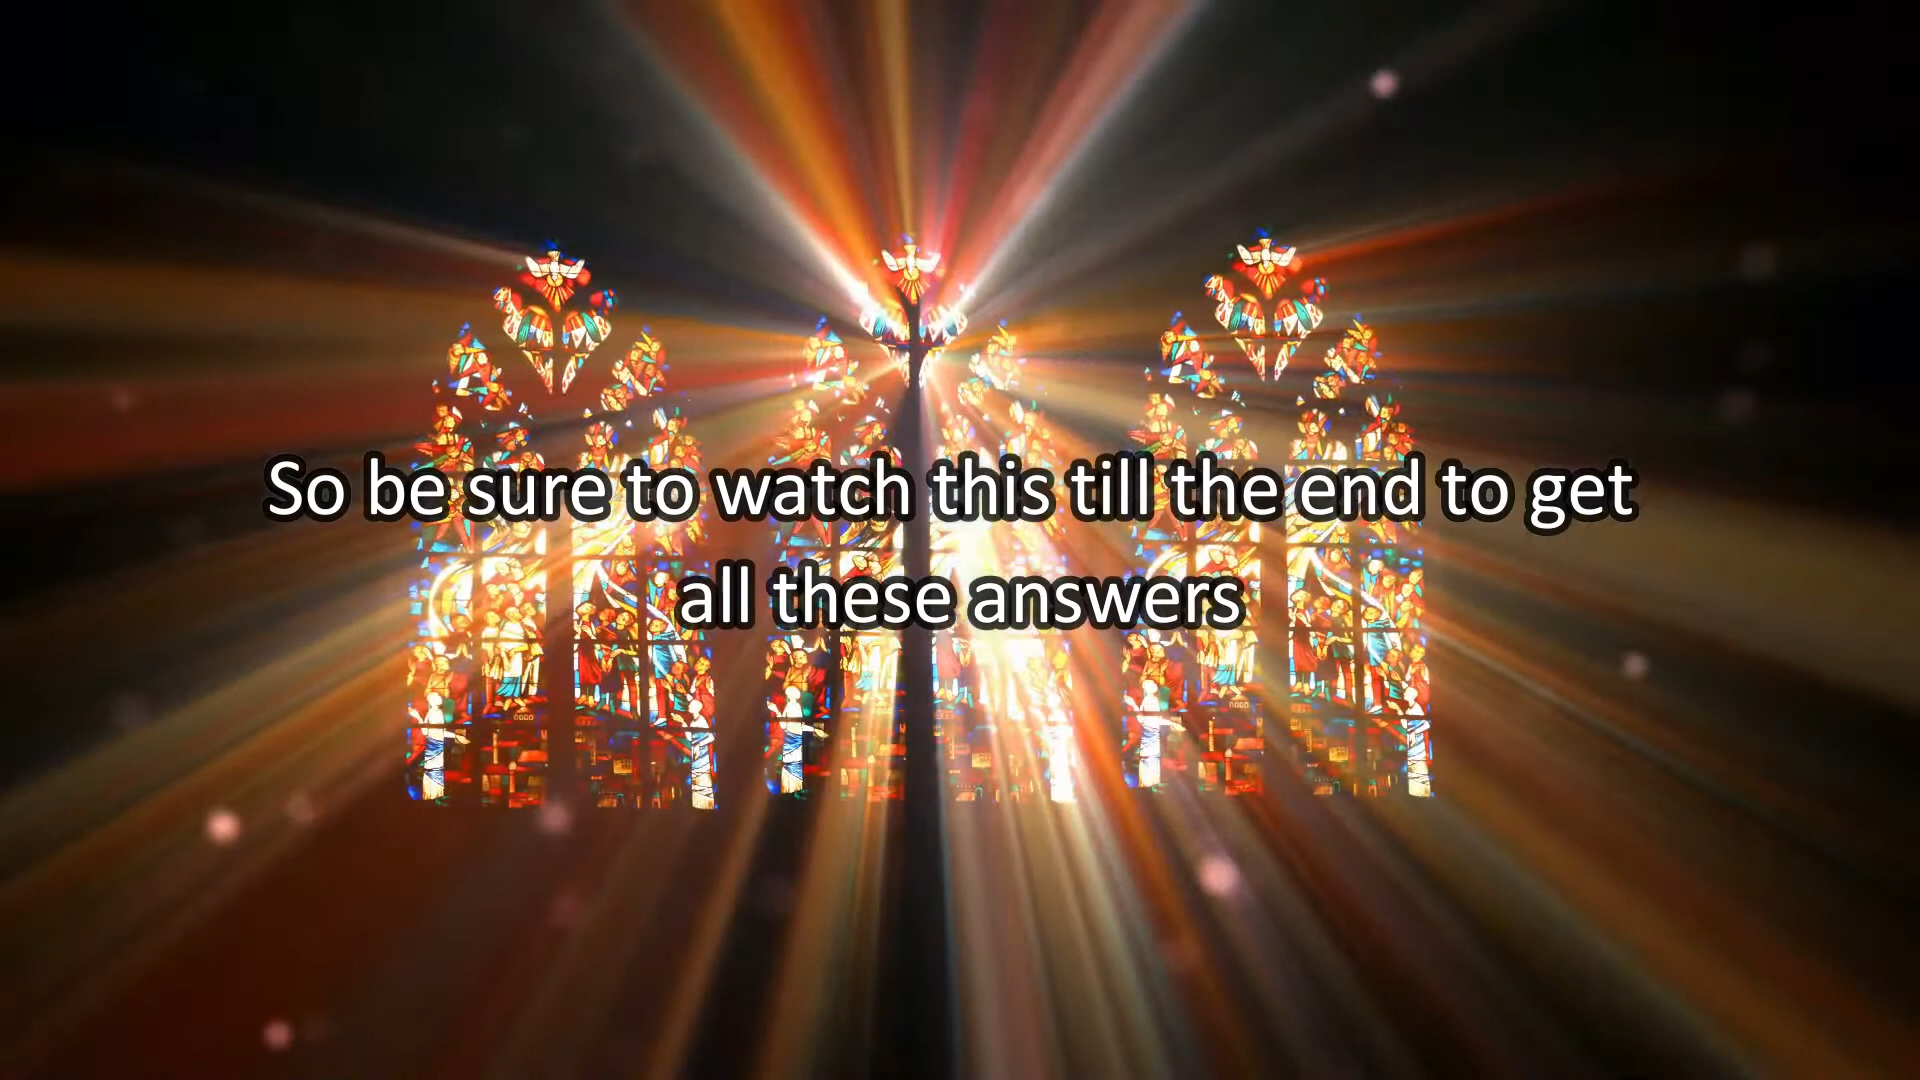 So be sure to watch this till the end to get
all these answers